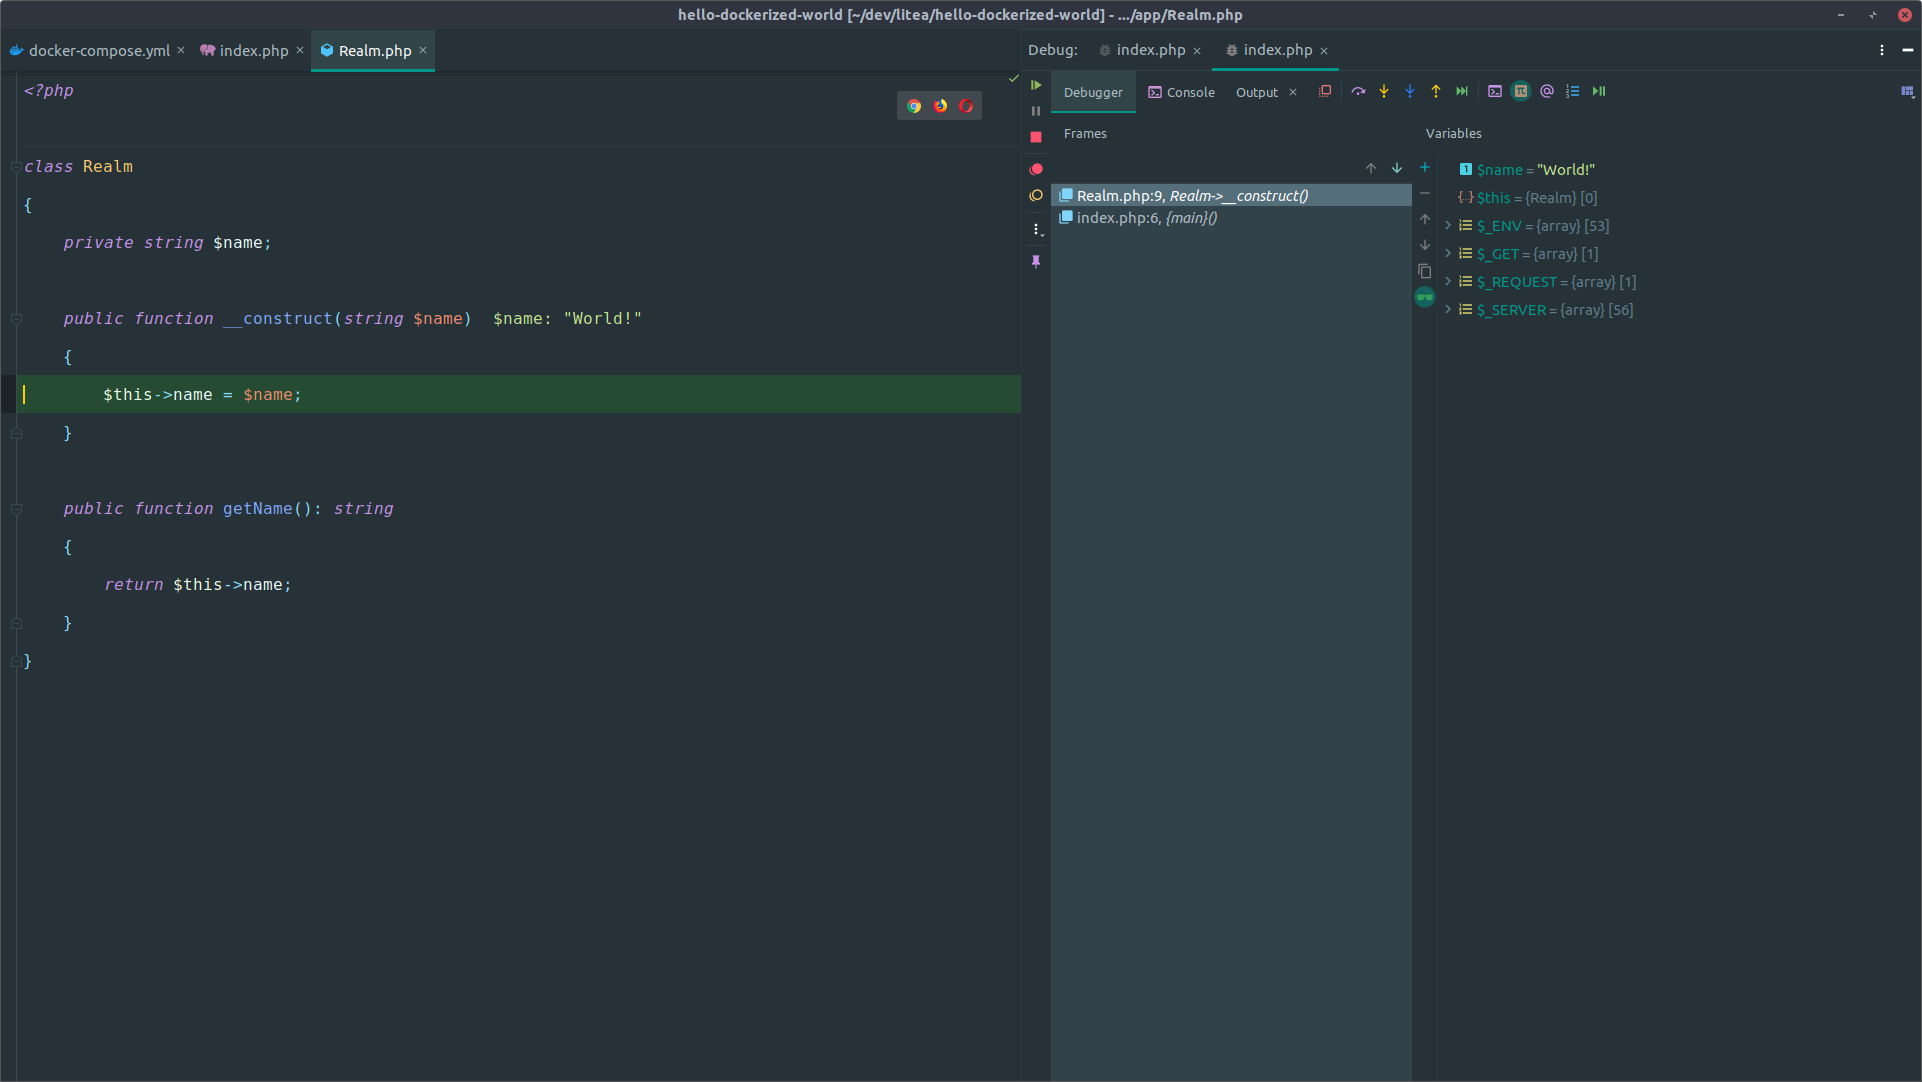 hello-dockerized-world [~/dev/litea/hello-dockerized-world] - .../app/Realm.php
docker-compose.yml
index.php
Realm.php
<?php
class Realm
{
private string $name;
public function __construct(string $name) $name: "World!"
{
$this->name = $name;
}
public function getName(): string
{
return $this->name;
}
}
Debug:
index.php
index.php
Debugger
Console
Output
Frames
Realm.php:9, Realm->__construct()
index.php:6, {main}()
Variables
$name = "World!"
$this = {Realm} [0]
$_ENV = {array} [53]
$_GET = {array} [1]
$_REQUEST = {array} [1]
$_SERVER = {array} [56]